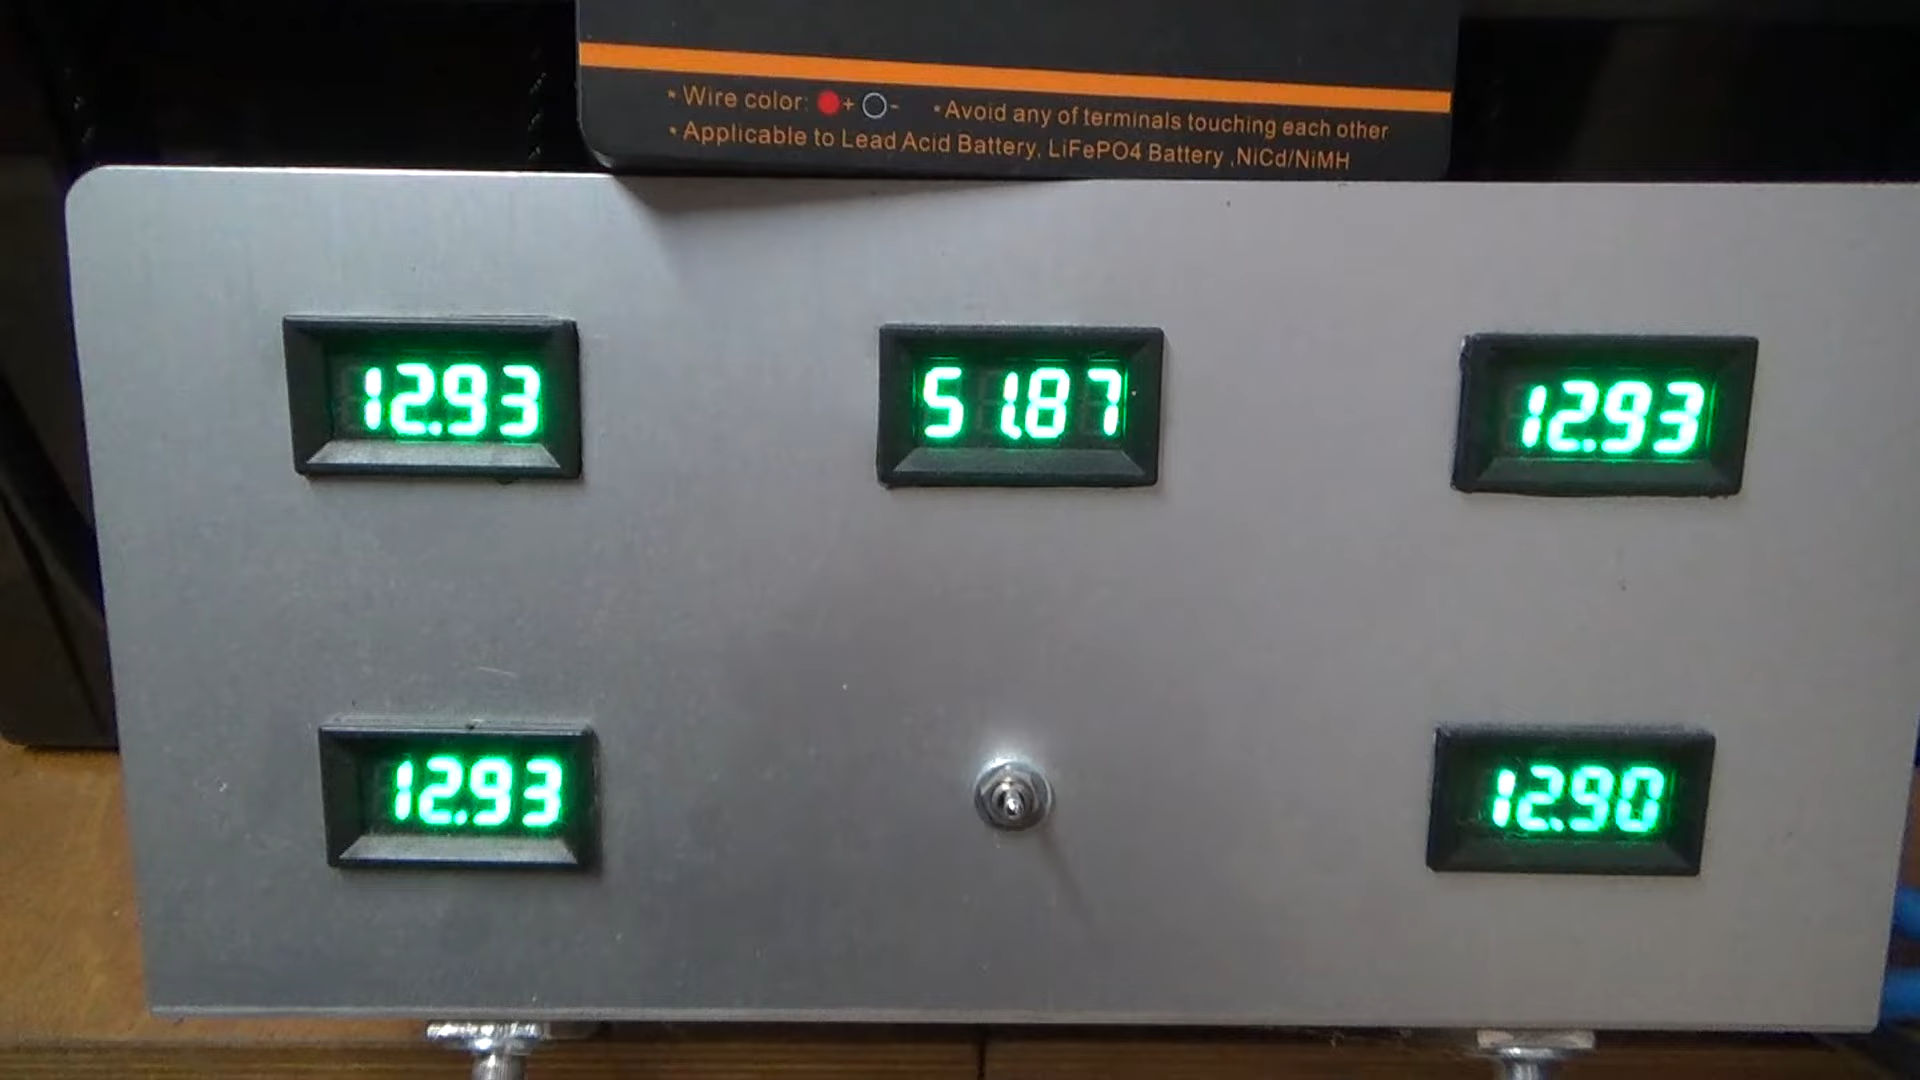 • Wire color: + -
• Avoid any of terminals touching each other
• Applicable to Lead Acid Battery, LiFePO4 Battery ,NiCd/NiMH
12.93
51.87
12.93
12.93
12.90